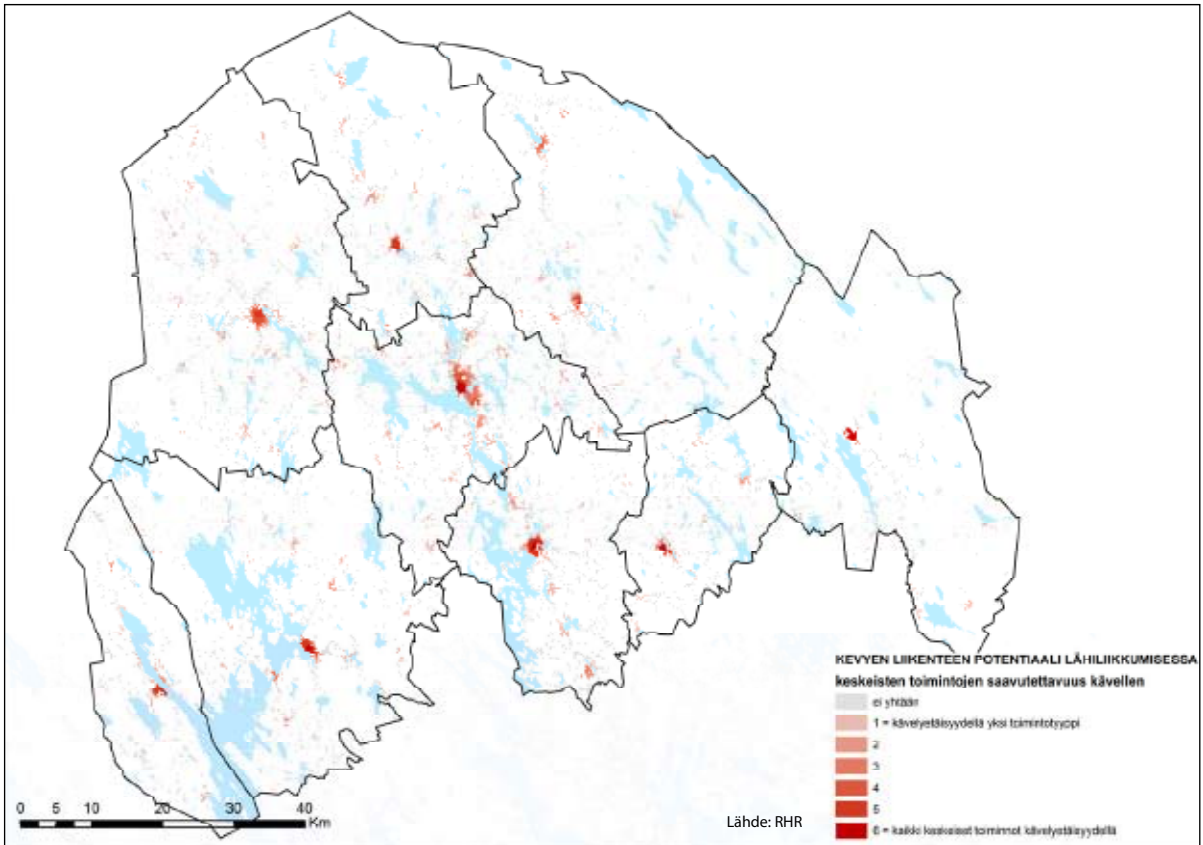 KEVYEN LIIKENTEEN POTENTIAALI LÄHILIIKKUMISESSA
keskeisten toimintojen saavutettavuus kävellen
ei yhtään
1 = kävelyetäisyydellä yksi toimintotyyppi
2
3
4
5
6 = kaikki keskeiset toiminnot kävelyetäisyydellä
0 5 10 20 30 40
Km
Lähde: RHR